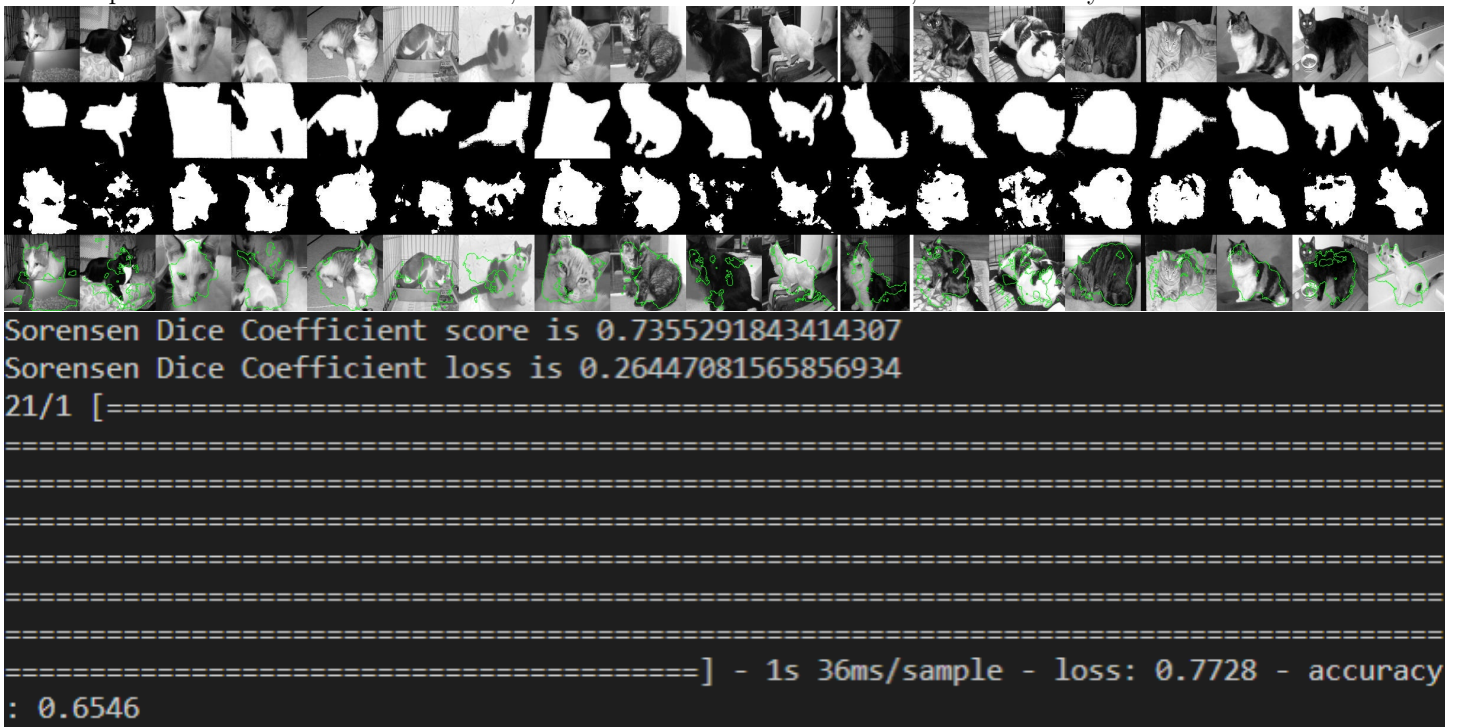 Sorensen Dice Coefficient score is 0.7355291843414307
Sorensen Dice Coefficient loss is 0.26447081565856934
21/1 [===============================================================================
================================================================================
================================================================================
================================================================================
================================================================================
================================================================================
================================================================================
=========================================] - 1s 36ms/sample - loss: 0.7728 - accuracy
: 0.6546